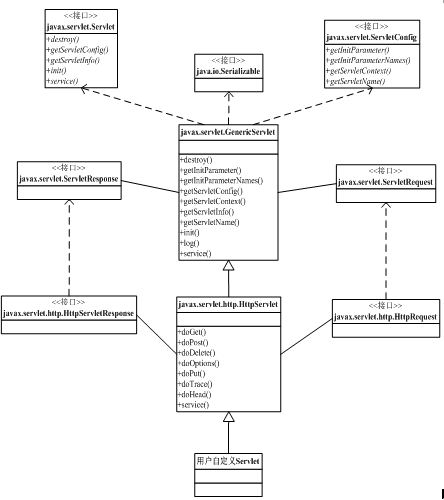 <<接口>>
javax.servlet.Servlet
+destroy()
+getServletConfig()
+getServletInfo()
+init()
+service()
<<接口>>
java.io.Serializable
<<接口>>
javax.servlet.ServletConfig
+getInitParameter()
+getInitParameterNames()
+getServletContext()
+getServletName()
javax.servlet.GenericServlet
+destroy()
+getInitParameter()
+getInitParameterNames()
+getServletConfig()
+getServletContext()
+getServletInfo()
+getServletName()
+init()
+log()
+service()
<<接口>>
javax.servlet.ServletResponse
<<接口>>
javax.servlet.ServletRequest
<<接口>>
javax.servlet.http.HttpServletResponse
javax.servlet.http.HttpServlet
+doGet()
+doPost()
+doDelete()
+doOptions()
+doPut()
+doTrace()
+doHead()
+service()
<<接口>>
javax.servlet.http.HttpRequest
用户自定义Servlet